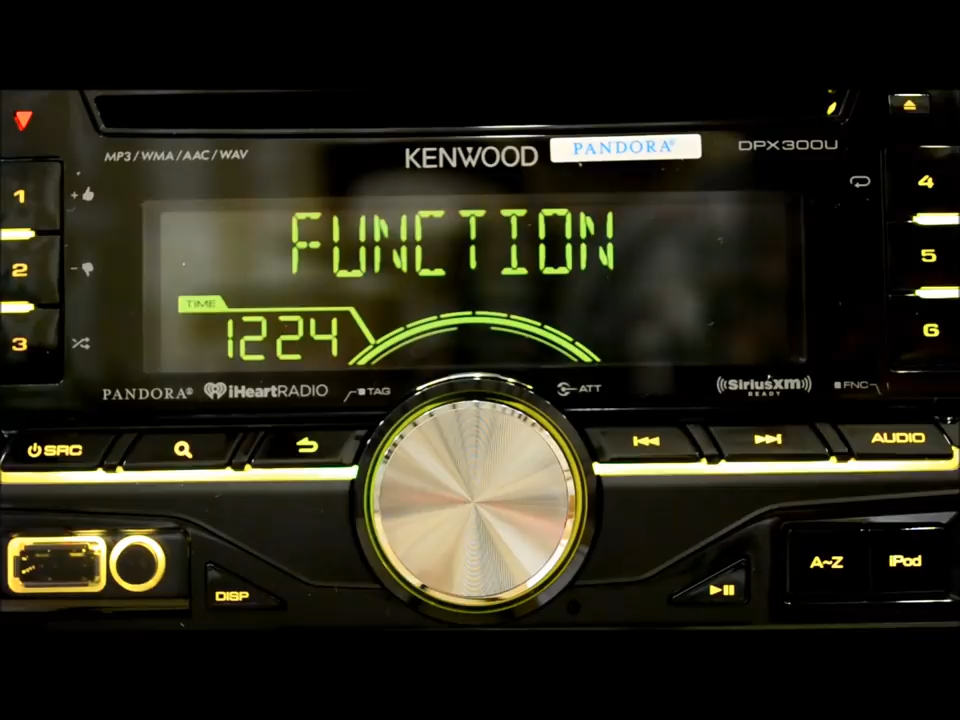 MP3/WMA/AAC/WAV KENWOOD PANDORA® DPX300U
1 4
FUNCTION
2 5
TIME
1224
3 6
PANDORA® iHeartRADIO TAG ATT ((SiriusXM)) FNC
READY
SRC AUDIO
A~Z iPod
DISP